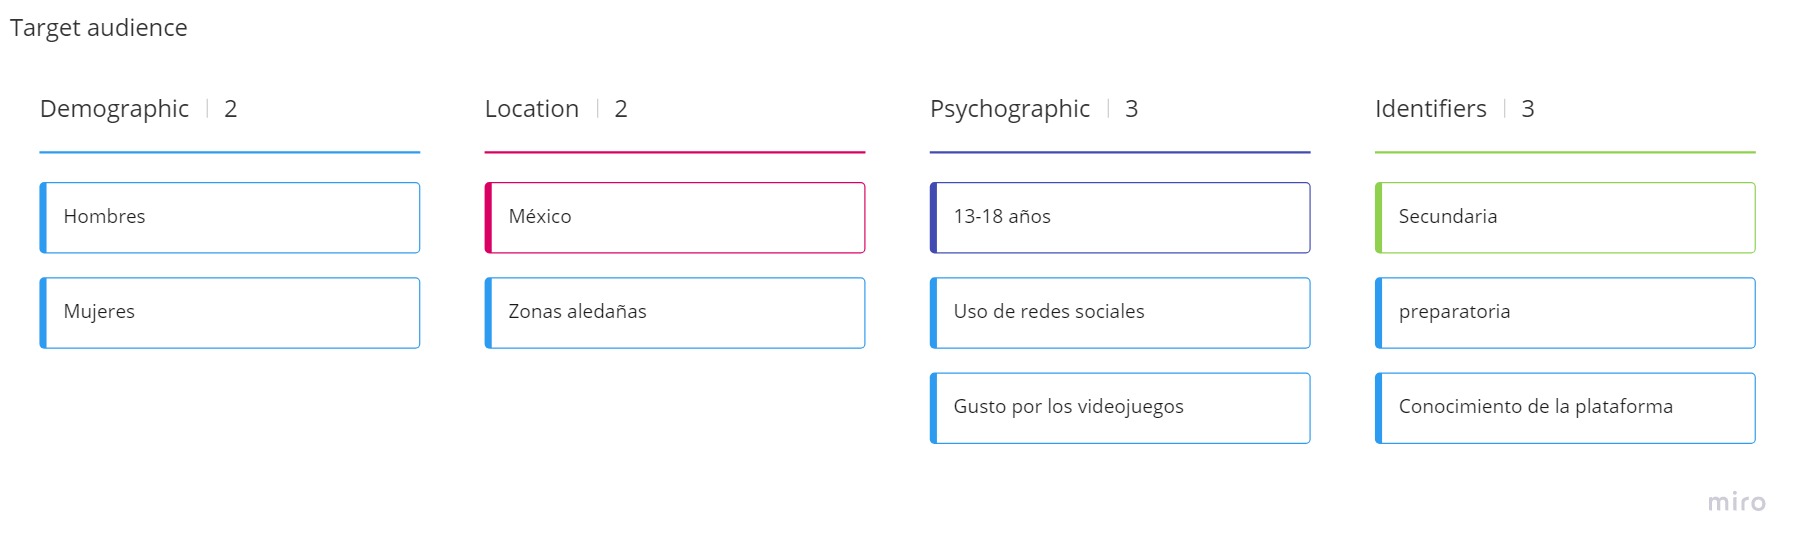 Target audience
Demographic | 2
Hombres
Mujeres
Location | 2
México
Zonas aledañas
Psychographic | 3
13-18 años
Uso de redes sociales
Gusto por los videojuegos
Identifiers | 3
Secundaria
preparatoria
Conocimiento de la plataforma
miro